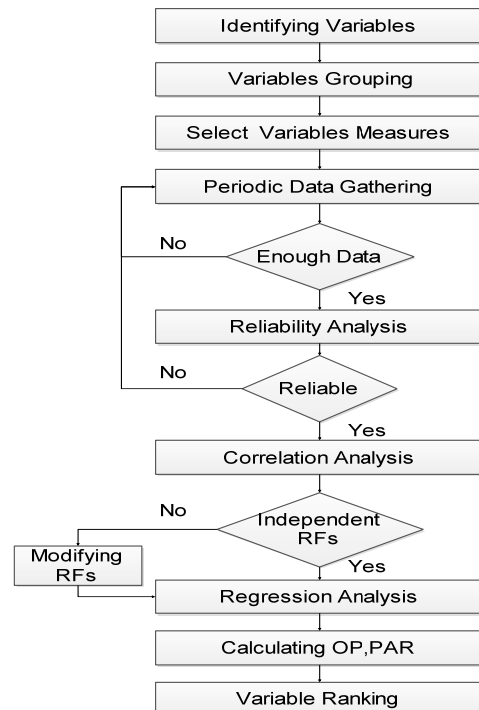 Identifying Variables
Variables Grouping
Select Variables Measures
Periodic Data Gathering
No
Enough Data
Yes
Reliability Analysis
No
Reliable
Yes
Correlation Analysis
No
Independent
RFs
Modifying
RFs
Yes
Regression Analysis
Calculating OP,PAR
Variable Ranking